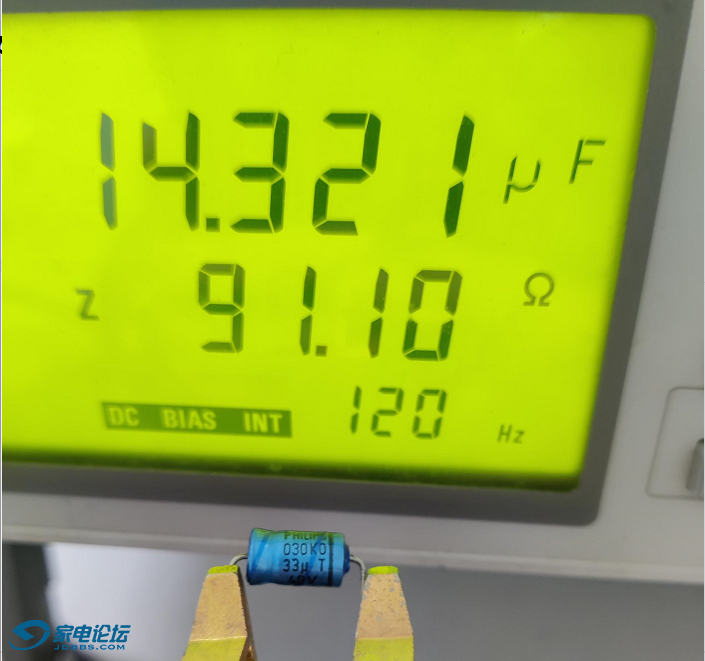 14.321 µF
Z 91.10 Ω
DC BIAS INT 120 Hz
PHILIPS
030KO
33µ T
家电论坛
JDBBS.COM